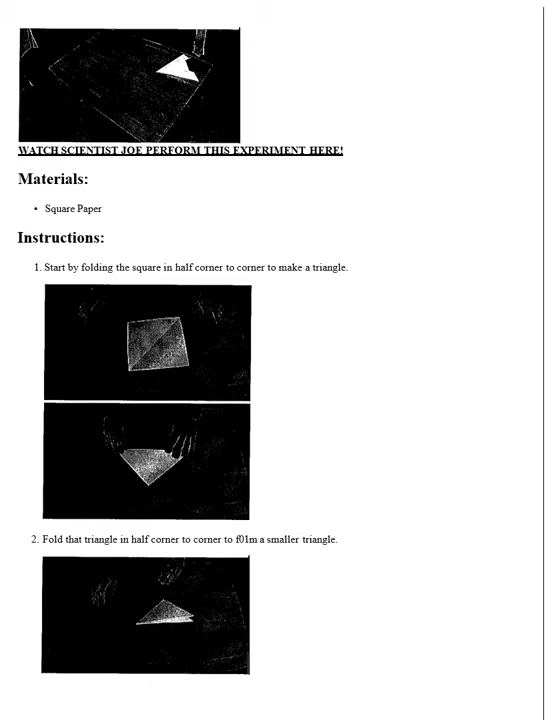 WATCH SCIENTIST JOE PERFORM THIS EXPERIMENT HERE!
Materials:
• Square Paper
Instructions:
1. Start by folding the square in half corner to corner to make a triangle.
2. Fold that triangle in half corner to corner to f01m a smaller triangle.